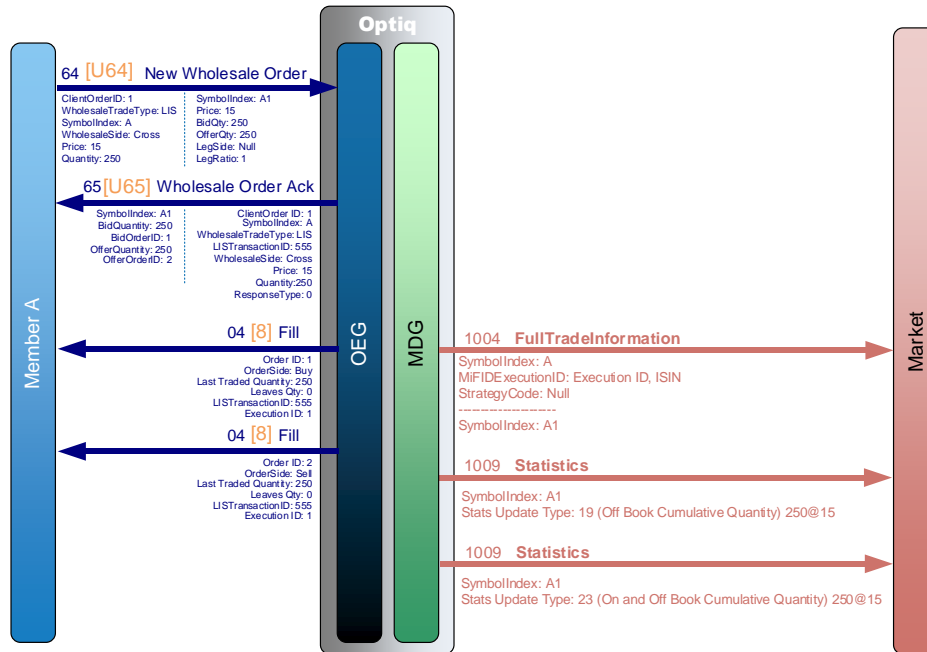 Optiq
Member A
OEG
MDG
Market
64 [U64] New Wholesale Order
ClientOrderID: 1
WholesaleTradeType: LIS
SymbolIndex: A
WholesaleSide: Cross
Price: 15
Quantity: 250
SymbolIndex: A1
Price: 15
BidQty: 250
OfferQty: 250
LegSide: Null
LegRatio: 1
65 [U65] Wholesale Order Ack
SymbolIndex: A1
BidQuantity: 250
BidOrderID: 1
OfferQuantity: 250
OfferOrderID: 2
ClientOrder ID: 1
SymbolIndex: A
WholesaleTradeType: LIS
LISTransactionID: 555
WholesaleSide: Cross
Price: 15
Quantity:250
ResponseType: 0
04 [8] Fill
Order ID: 1
OrderSide: Buy
Last Traded Quantity: 250
Leaves Qty: 0
LISTransactionID: 555
Execution ID: 1
04 [8] Fill
Order ID: 2
OrderSide: Sell
Last Traded Quantity: 250
Leaves Qty: 0
LISTransactionID: 555
Execution ID: 1
1004 FullTradeInformation
SymbolIndex: A
MiFIDExecutionID: Execution ID, ISIN
StrategyCode: Null
----------------------
SymbolIndex: A1
1009 Statistics
SymbolIndex: A1
Stats Update Type: 19 (Off Book Cumulative Quantity) 250@15
1009 Statistics
SymbolIndex: A1
Stats Update Type: 23 (On and Off Book Cumulative Quantity) 250@15